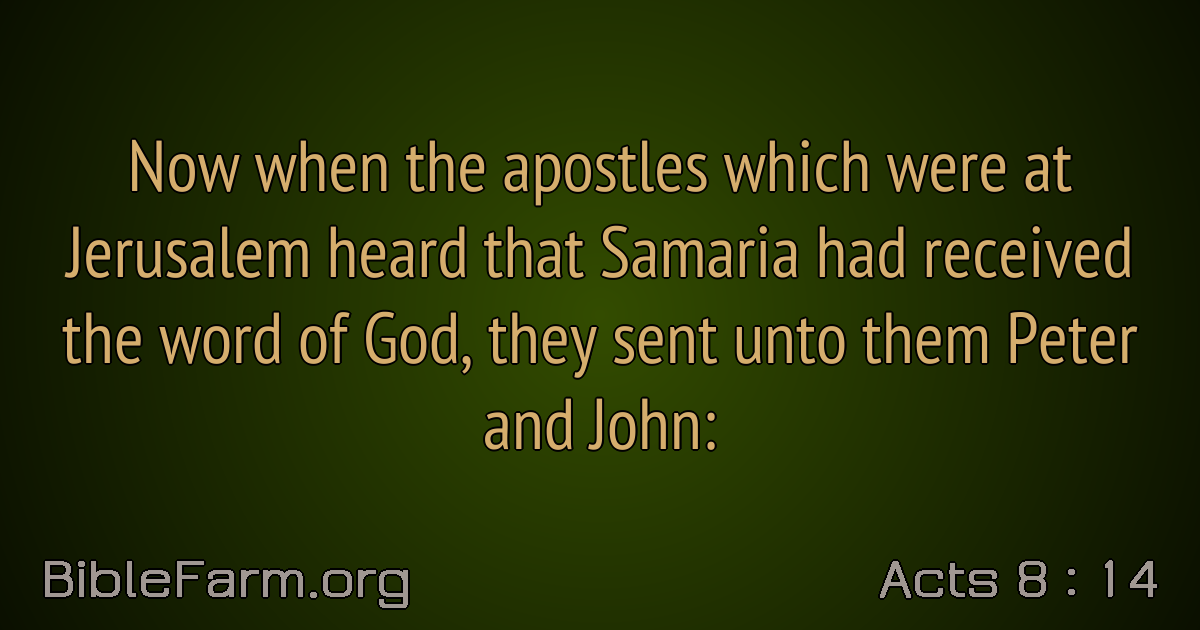 Now when the apostles which were at
Jerusalem heard that Samaria had received
the word of God, they sent unto them Peter
and John:
BibleFarm.org
Acts 8 : 14